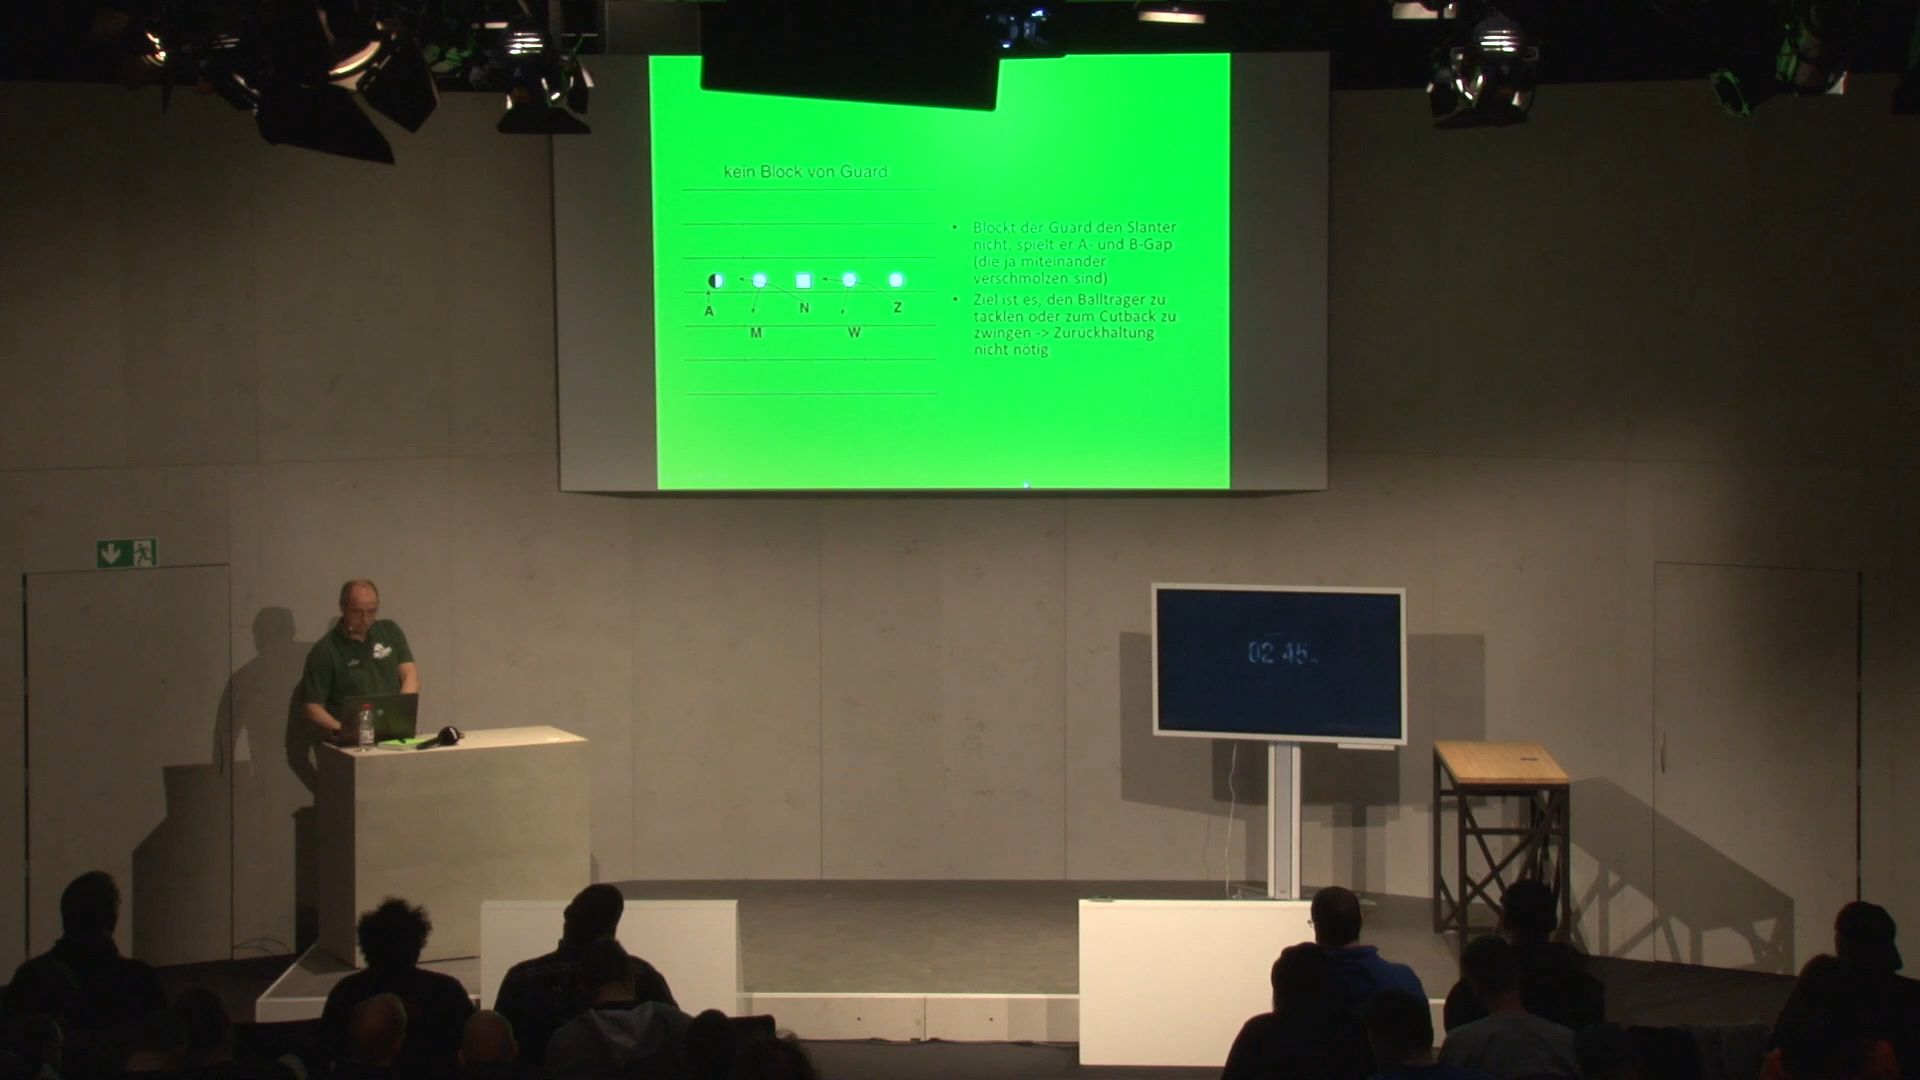 kein Block von Guard
• Blockt der Guard den Slanter
nicht, spielt er A- und B-Gap
(die ja miteinander
verschmolzen sind)
• Ziel ist es, den Ballträger zu
tacklen oder zum Cutback zu
zwingen -> Zurückhaltung
nicht nötig
A N Z
M W
02 45